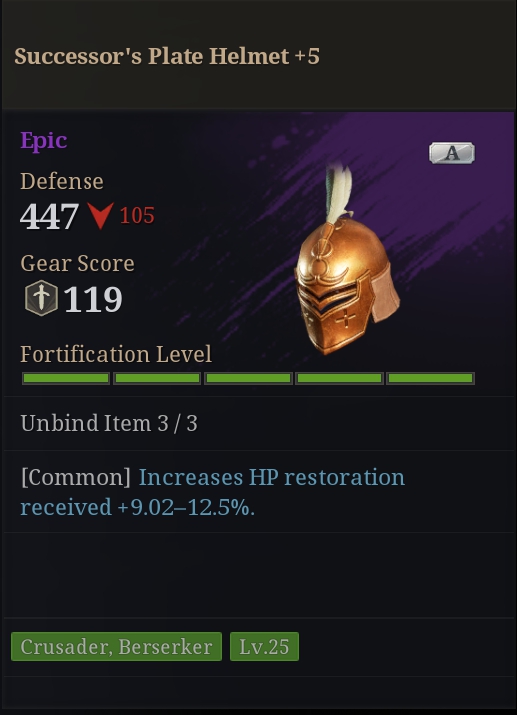 Successor's Plate Helmet +5
Epic
A
Defense
447 105
Gear Score
119
Fortification Level
Unbind Item 3 / 3
[Common] Increases HP restoration
received +9.02–12.5%.
Crusader, Berserker Lv.25